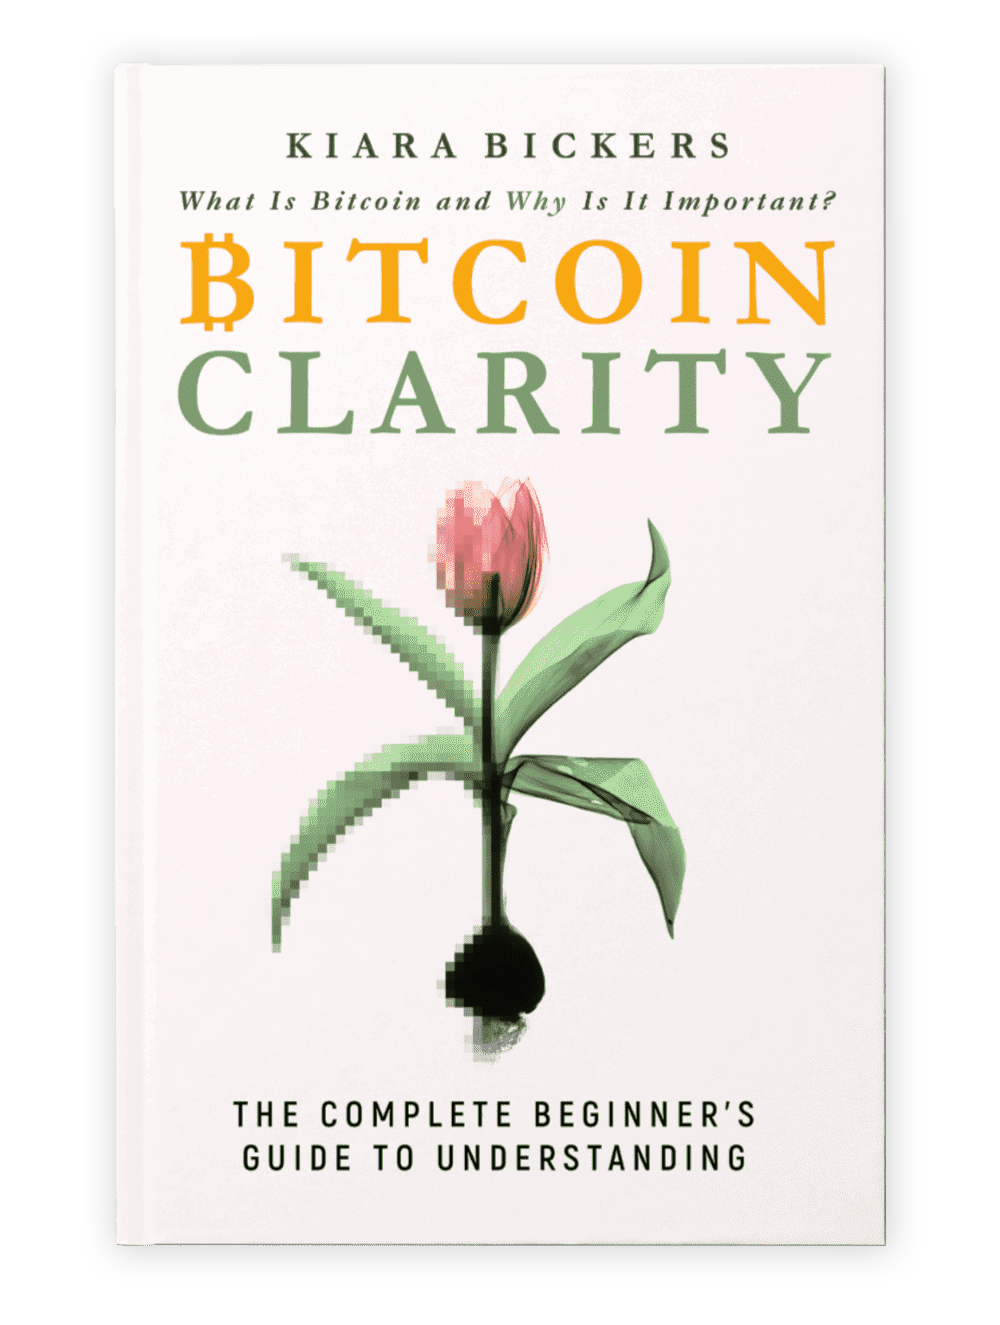 KIARA BICKERS
What Is Bitcoin and Why Is It Important?
BITCOIN
CLARITY
THE COMPLETE BEGINNER'S
GUIDE TO UNDERSTANDING